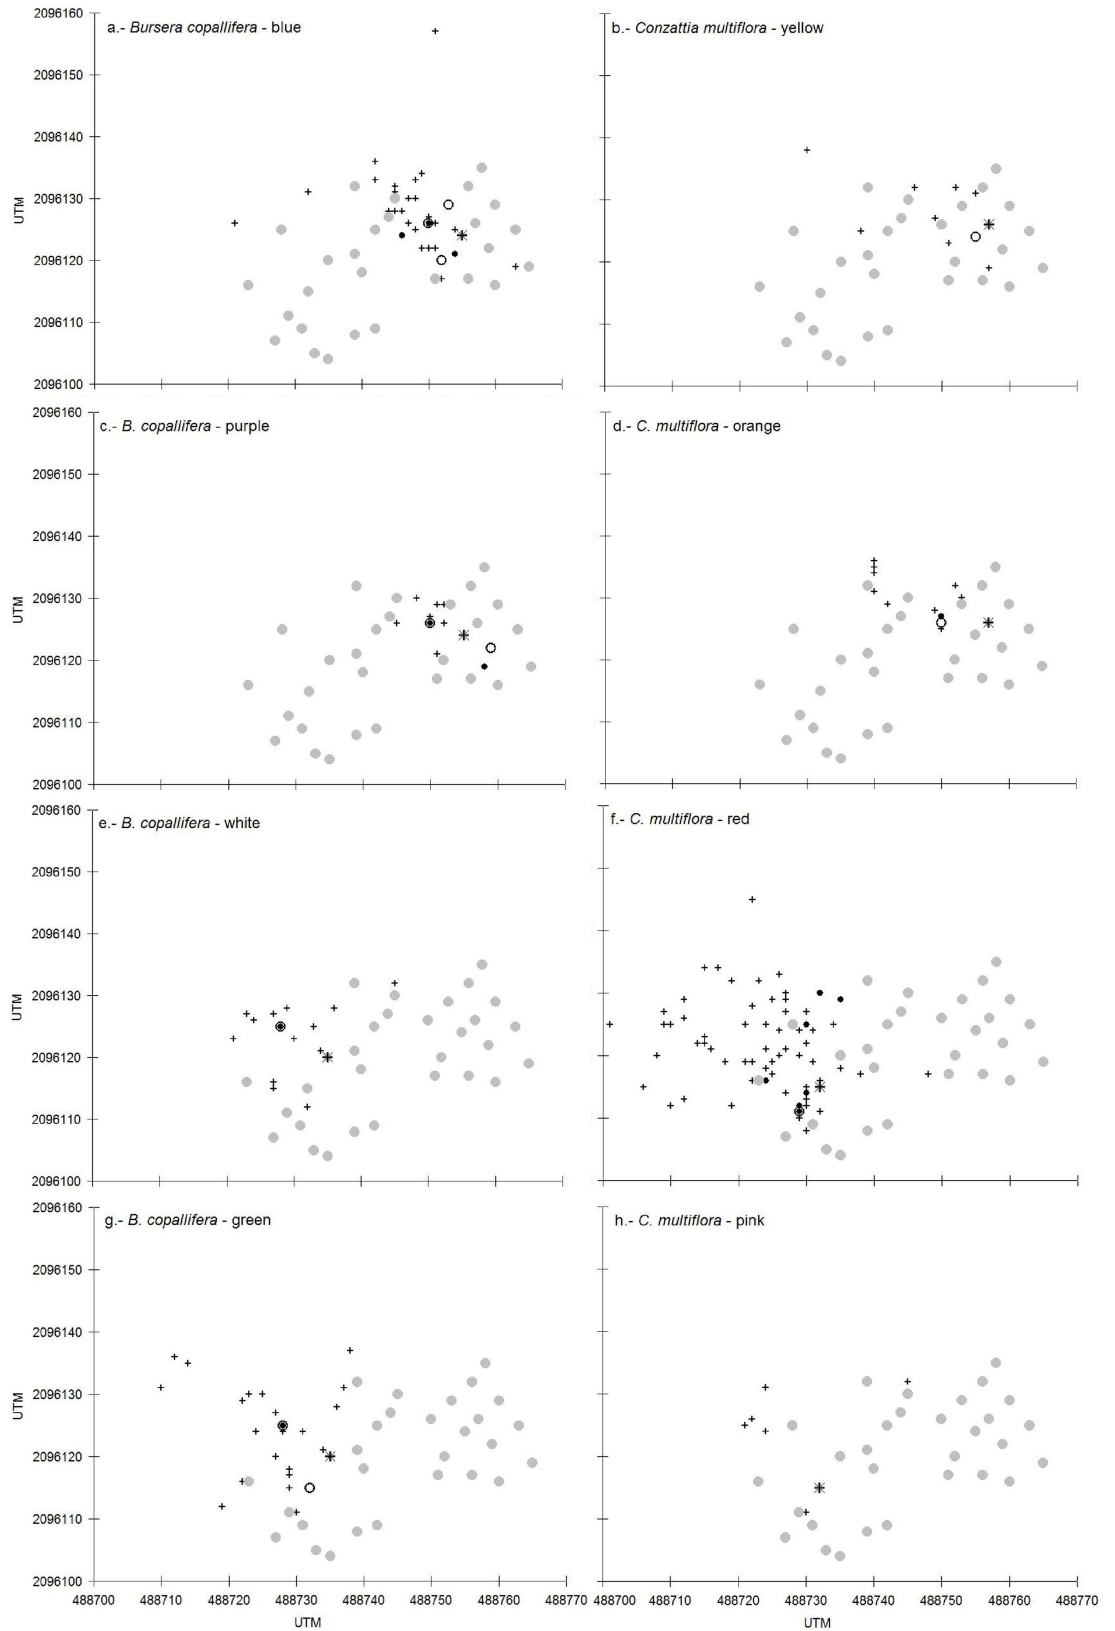 a.- Bursera copallifera - blue
b.- Conzattia multiflora - yellow
2096160
2096150
2096140
2096130
2096120
2096110
2096100
UTM
c.- B. copallifera - purple
d.- C. multiflora - orange
2096160
2096150
2096140
2096130
2096120
2096110
2096100
UTM
e.- B. copallifera - white
f.- C. multiflora - red
2096160
2096150
2096140
2096130
2096120
2096110
2096100
UTM
g.- B. copallifera - green
h.- C. multiflora - pink
2096160
2096150
2096140
2096130
2096120
2096110
2096100
UTM
488700 488710 488720 488730 488740 488750 488760 488770
UTM
488700 488710 488720 488730 488740 488750 488760 488770
UTM